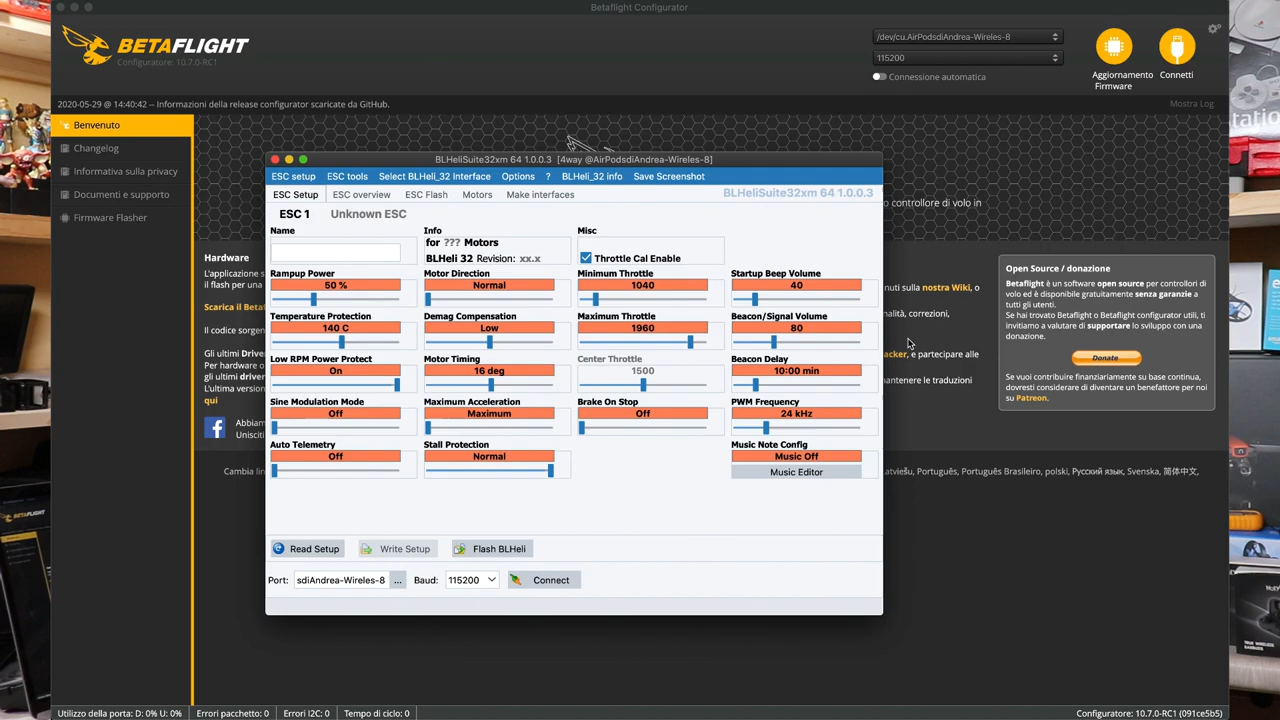 Betaflight Configurator
BETAFLIGHT
Configuratore: 10.7.0-RC1
/dev/cu.AirPodsdiAndrea-Wireles-8
115200
Connessione automatica
Aggiornamento
Firmware
Connetti
2020-05-29 @ 14:40:42 -- Informazioni della release configurator scaricate da GitHub.
Mostra Log
Benvenuto
Changelog
Informativa sulla privacy
Documenti e supporto
Firmware Flasher
BLHeliSuite32xm 64 1.0.0.3 [4way @AirPodsdiAndrea-Wireles-8]
ESC setup ESC tools Select BLHeli_32 Interface Options ? BLHeli_32 info Save Screenshot
ESC Setup ESC overview ESC Flash Motors Make interfaces
BLHeliSuite32xm 64 1.0.0.3
ESC 1 Unknown ESC
Name
Info
for ??? Motors
BLHeli 32 Revision: xx.x
Misc
Throttle Cal Enable
Rampup Power
50 %
Motor Direction
Normal
Minimum Throttle
1040
Startup Beep Volume
40
Temperature Protection
140 C
Demag Compensation
Low
Maximum Throttle
1960
Beacon/Signal Volume
80
Low RPM Power Protect
On
Motor Timing
16 deg
Center Throttle
1500
Beacon Delay
10:00 min
Sine Modulation Mode
Off
Maximum Acceleration
Maximum
Brake On Stop
Off
PWM Frequency
24 kHz
Auto Telemetry
Off
Stall Protection
Normal
Music Note Config
Music Off
Music Editor
Read Setup Write Setup Flash BLHeli
Port: sdiAndrea-Wireles-8 ... Baud: 115200 Connect
Hardware
L'applicazione s
il flash per una
Scarica il Betaf
Il codice sorgen
Gli ultimi Driver
Per hardware o
gli ultimi driver
L'ultima version
qui
Abbiam
Unisciti
Cambia lin
o controllore di volo in
nuti sulla nostra Wiki, o
nalità, correzioni,
acker, e partecipare alle
mantenere le traduzioni
Open Source / donazione
Betaflight è un software open source per controllori di
volo ed è disponibile gratuitamente senza garanzie a
tutti gli utenti.
Se hai trovato Betaflight o Betaflight configurator utili, ti
invitiamo a valutare di supportare lo sviluppo con una
donazione.
Donate
Se vuoi contribuire finanziariamente su base continua,
dovresti considerare di diventare un benefattore per noi
su Patreon.
atviešu, Português, Português Brasileiro, polski, Русский язык, Svenska, 简体中文,
Utilizzo della porta: D: 0% U: 0% Errori pacchetto: 0 Errori I2C: 0 Tempo di ciclo: 0
Configuratore: 10.7.0-RC1 (091ce5b5)